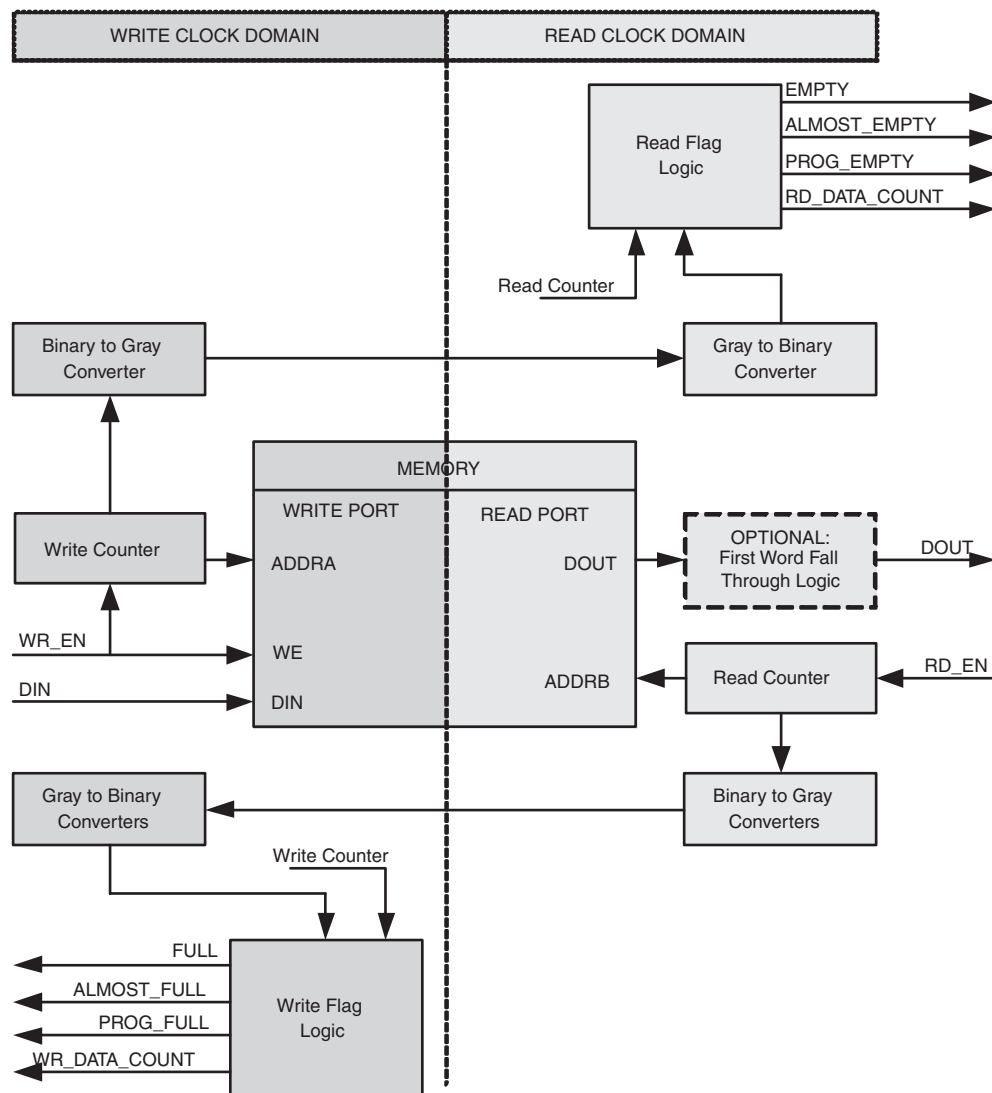 WRITE CLOCK DOMAIN
READ CLOCK DOMAIN
EMPTY
ALMOST_EMPTY
PROG_EMPTY
RD_DATA_COUNT
Read Flag
Logic
Read Counter
Binary to Gray
Converter
Gray to Binary
Converter
MEMORY
WRITE PORT
READ PORT
Write Counter
ADDRA
DOUT
OPTIONAL:
First Word Fall
Through Logic
DOUT
WR_EN
WE
DIN
DIN
ADDRB
Read Counter
RD_EN
Gray to Binary
Converters
Binary to Gray
Converters
Write Counter
FULL
ALMOST_FULL
PROG_FULL
WR_DATA_COUNT
Write Flag
Logic